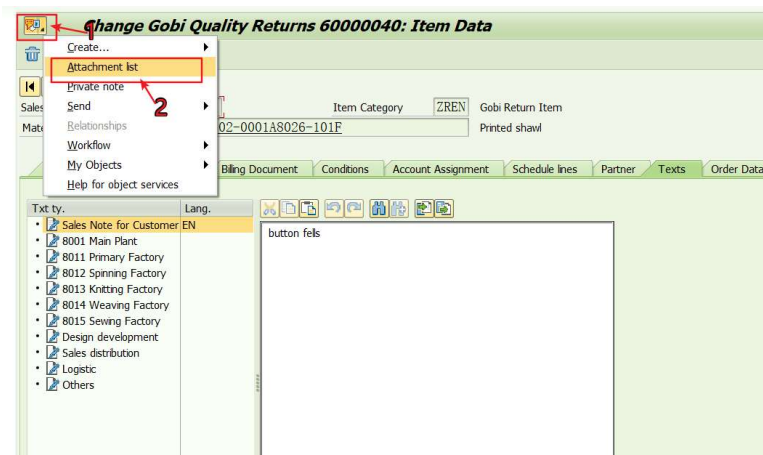 1
Change Gobi Quality Returns 60000040: Item Data
Create...
Attachment list
Private note
Send
2
Relationships
Workflow
My Objects
Help for object services
Sales
Item Category ZREN Gobi Return Item
Mate
02-0001A8026-101F Printed shawl
Billing Document Conditions Account Assignment Schedule lines Partner Texts Order Data
Txt ty. Lang.
Sales Note for Customer EN
8001 Main Plant
8011 Primary Factory
8012 Spinning Factory
8013 Knitting Factory
8014 Weaving Factory
8015 Sewing Factory
Design development
Sales distribution
Logistic
Others
button fells